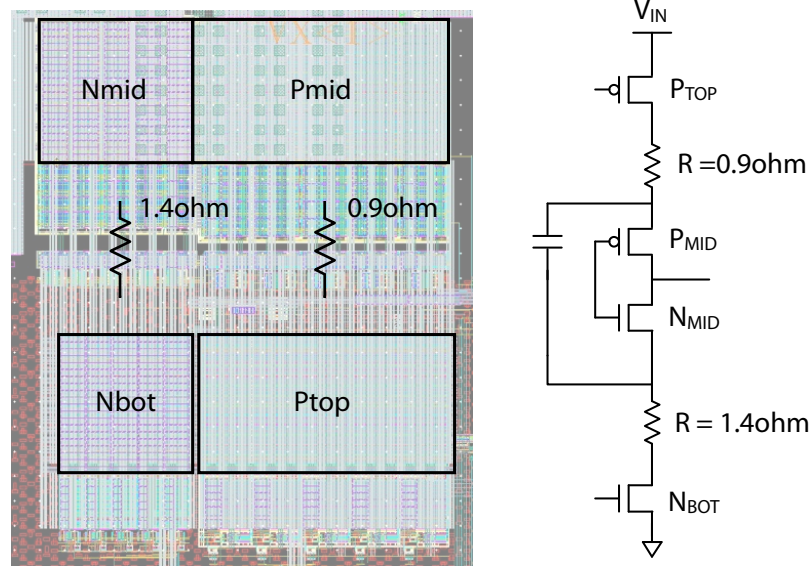 Nmid
Pmid
1.4ohm
0.9ohm
Nbot
Ptop
VIN
PTOP
R =0.9ohm
PMID
NMID
R = 1.4ohm
NBOT